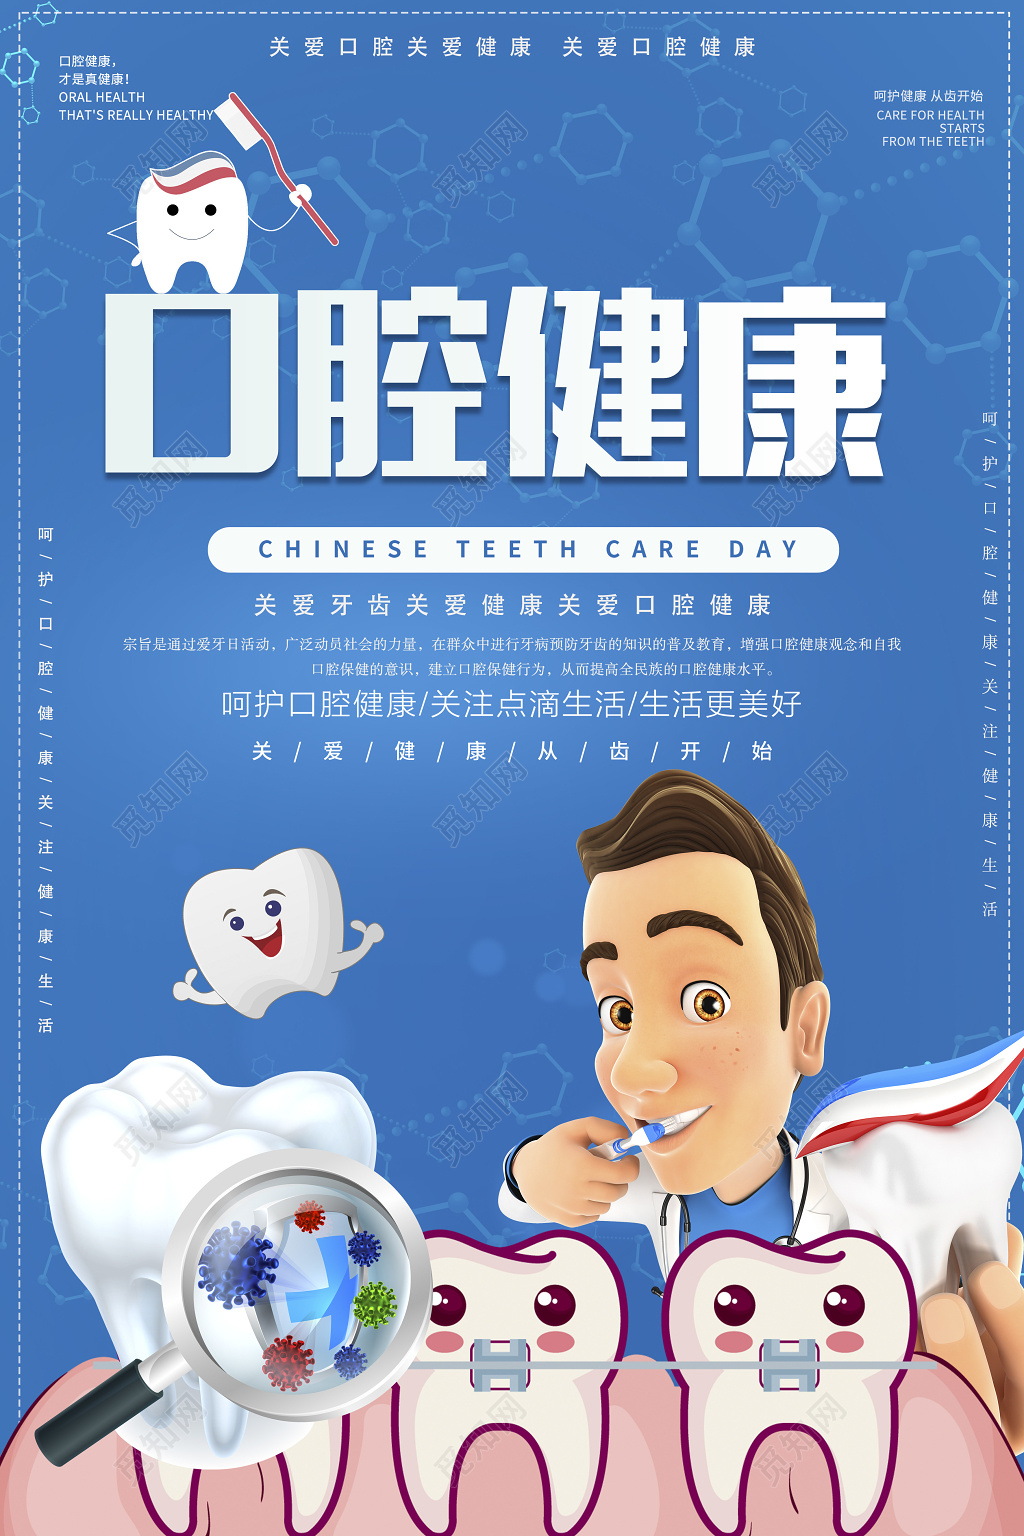 关爱口腔关爱健康 关爱口腔健康
口腔健康，
才是真健康！
ORAL HEALTH
THAT'S REALLY HEALTHY
呵护健康 从齿开始
CARE FOR HEALTH
STARTS
FROM THE TEETH
口腔健康
CHINESE TEETH CARE DAY
关爱牙齿关爱健康关爱口腔健康
宗旨是通过爱牙日活动，广泛动员社会的力量，在群众中进行牙病预防牙齿的知识的普及教育，增强口腔健康观念和自我
口腔保健的意识，建立口腔保健行为，从而提高全民族的口腔健康水平。
呵护口腔健康/关注点滴生活/生活更美好
关/爱/健/康/从/齿/开/始
呵/护/口/腔/健/康/关/注/健/康/生/活
呵/护/口/腔/健/康/关/注/健/康/生/活
觅知网